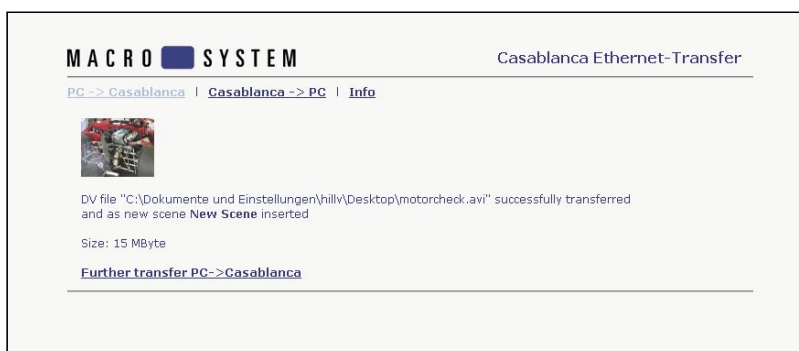 MACRO SYSTEM
Casablanca Ethernet-Transfer
PC -> Casablanca | Casablanca -> PC | Info
DV file "C:\Dokumente und Einstellungen\hillv\Desktop\motorcheck.avi" successfully transferred
and as new scene New Scene inserted
Size: 15 MByte
Further transfer PC->Casablanca